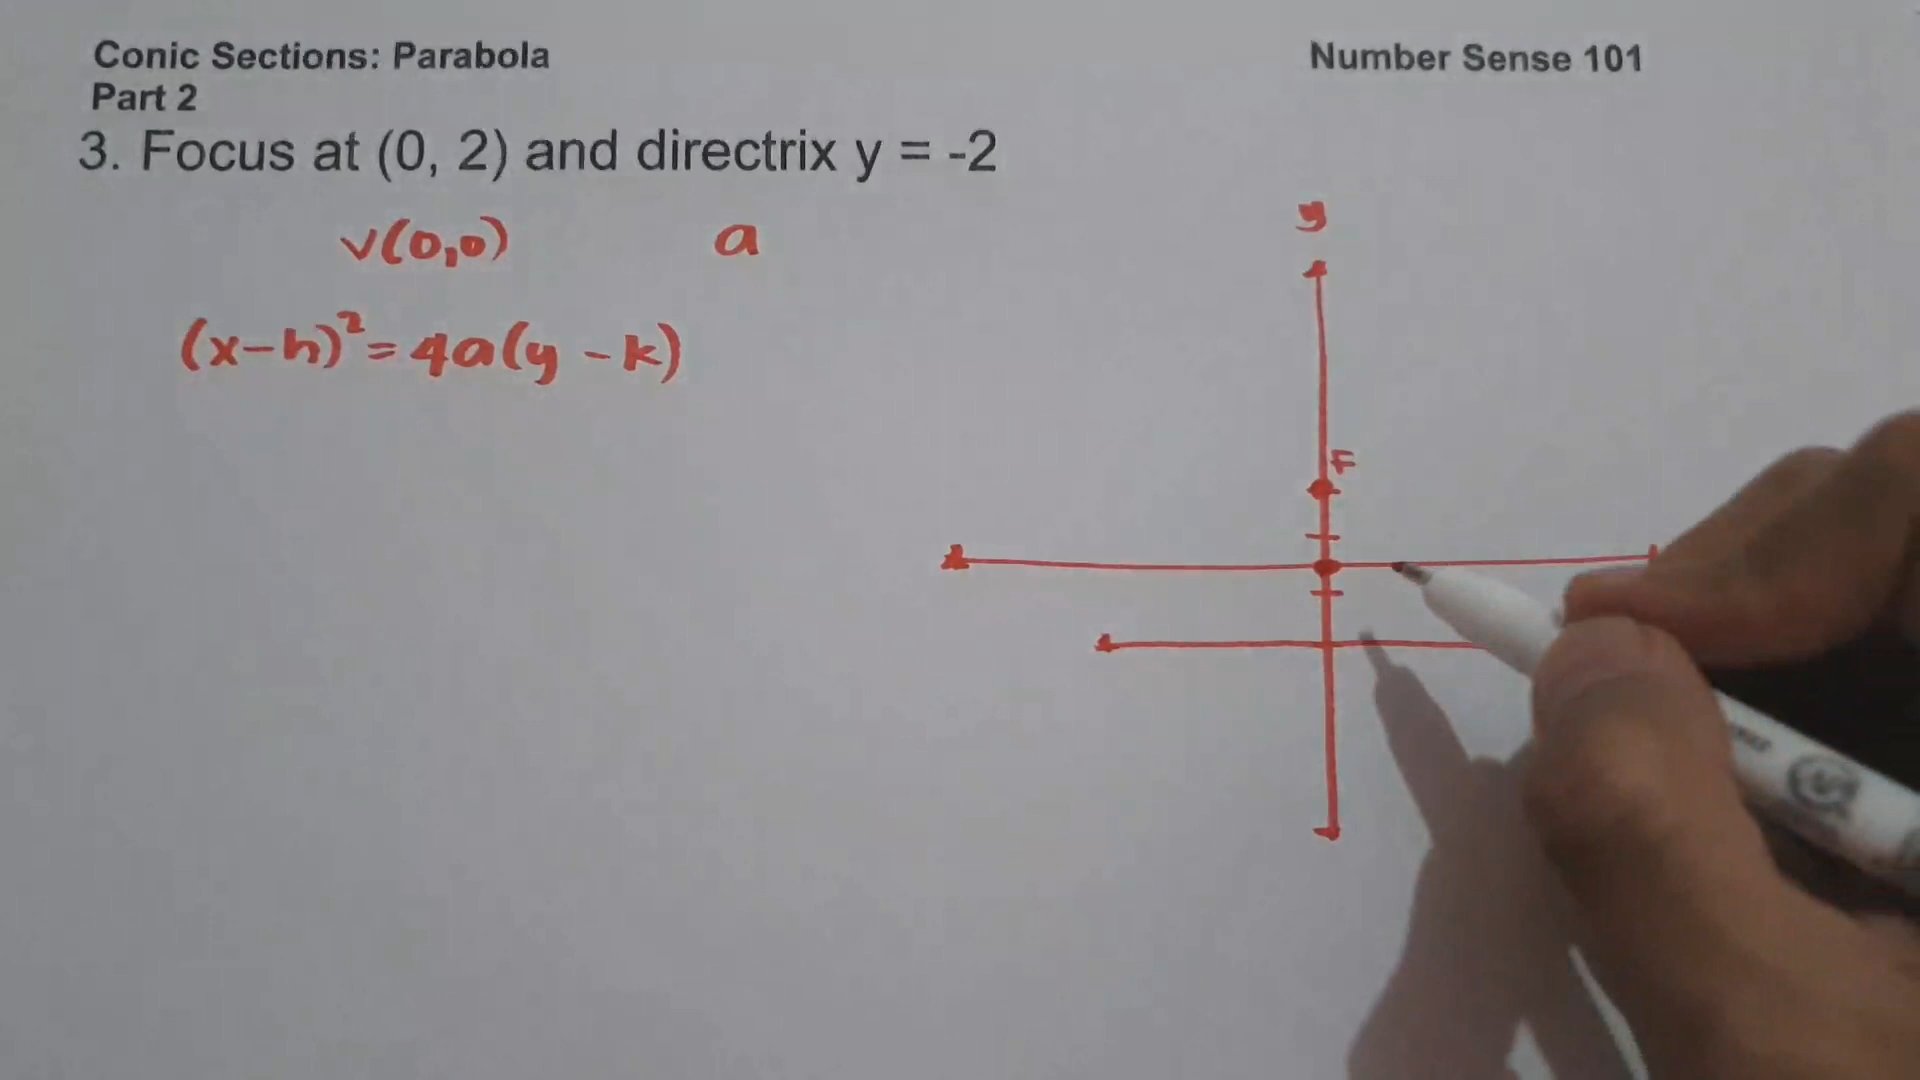 Conic Sections: Parabola
Number Sense 101
Part 2
3. Focus at (0, 2) and directrix y = -2
V(0,0)
a
(x-h)²=4a(y-k)
y
F